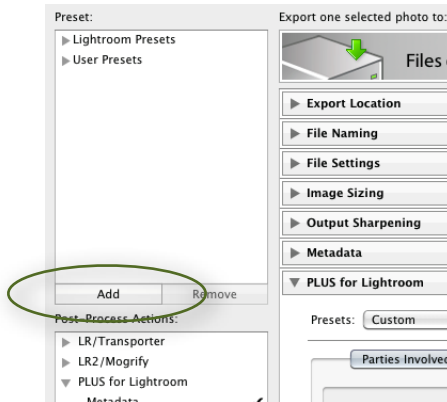 Preset:
Lightroom Presets
User Presets
Add
Remove
Post-Process Actions:
LR/Transporter
LR2/Mogrify
PLUS for Lightroom
Metadata
Export one selected photo to:
Files
Export Location
File Naming
File Settings
Image Sizing
Output Sharpening
Metadata
PLUS for Lightroom
Presets: Custom
Parties Involved